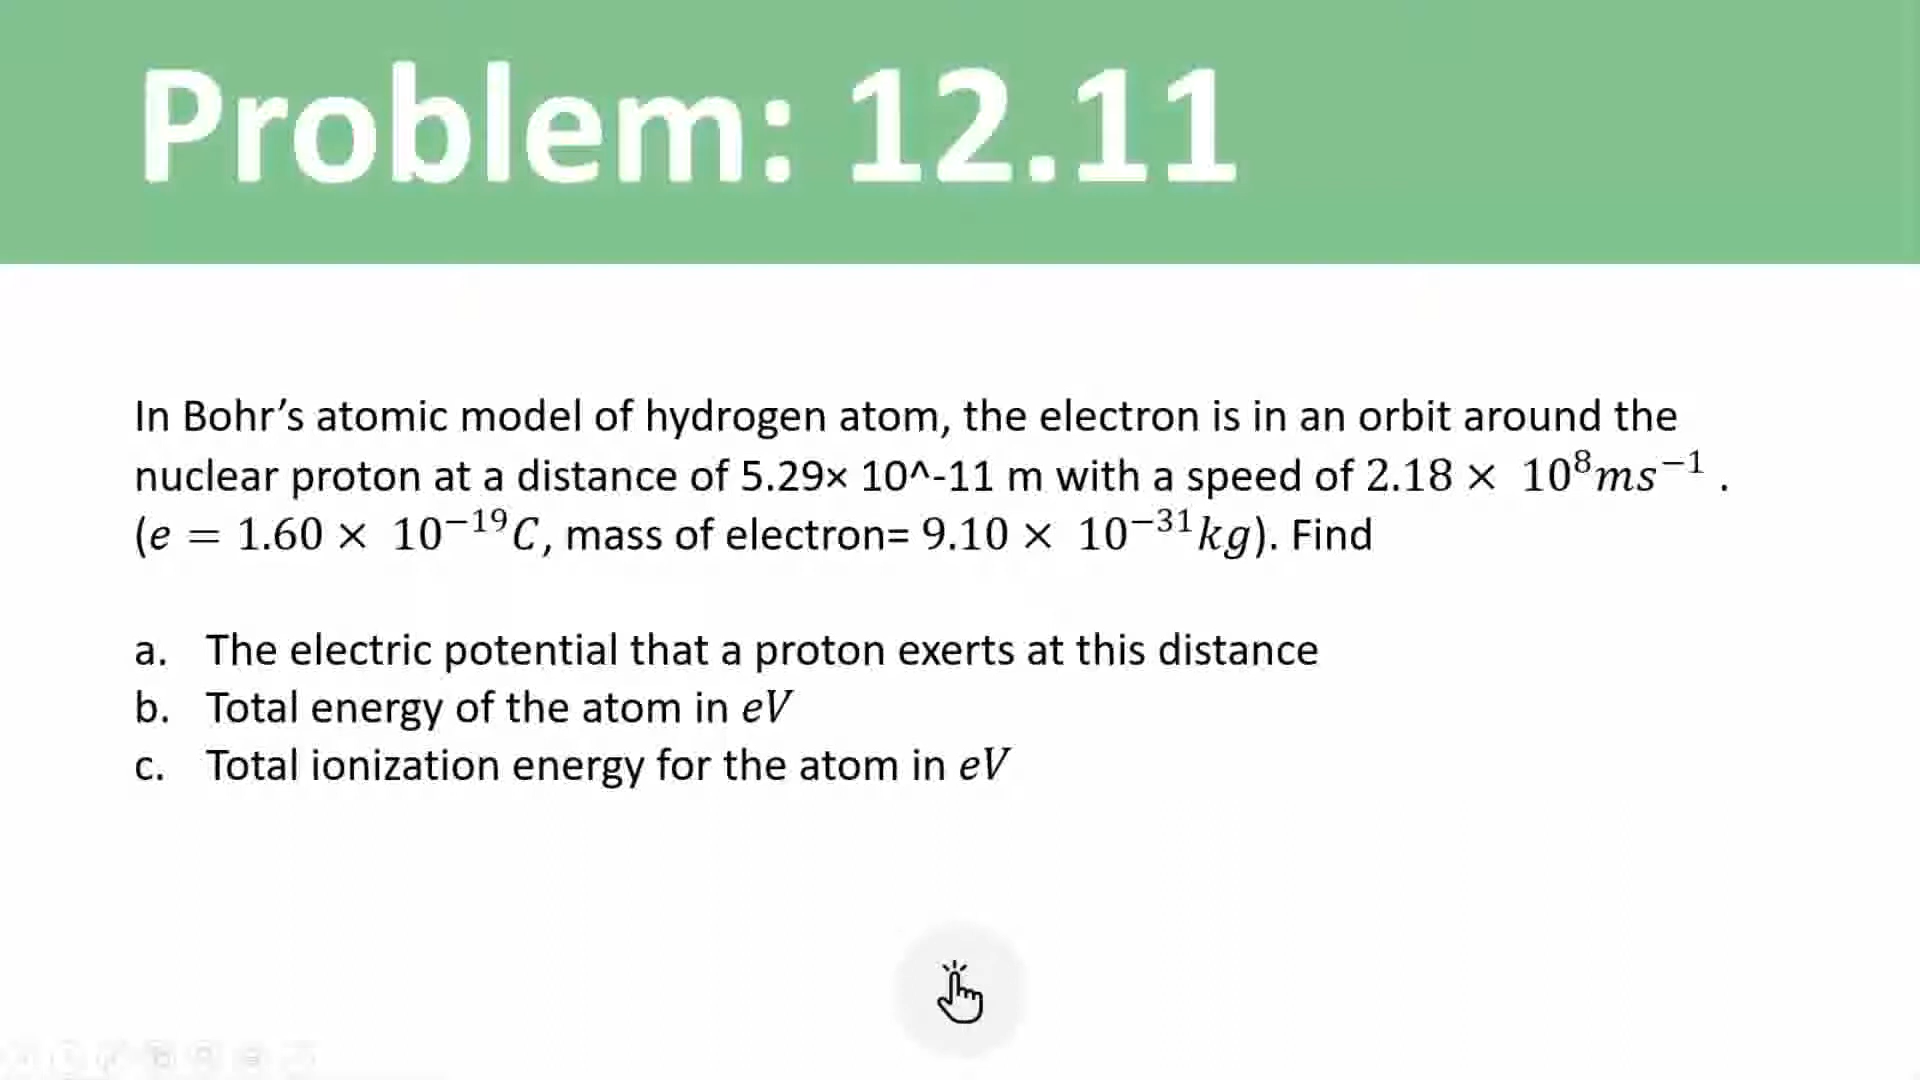 Problem: 12.11
In Bohr’s atomic model of hydrogen atom, the electron is in an orbit around the
nuclear proton at a distance of 5.29× 10^-11 m with a speed of 2.18 × 10⁸ms⁻¹ .
(e = 1.60 × 10⁻¹⁹C, mass of electron= 9.10 × 10⁻³¹kg). Find
a. The electric potential that a proton exerts at this distance
b. Total energy of the atom in eV
c. Total ionization energy for the atom in eV